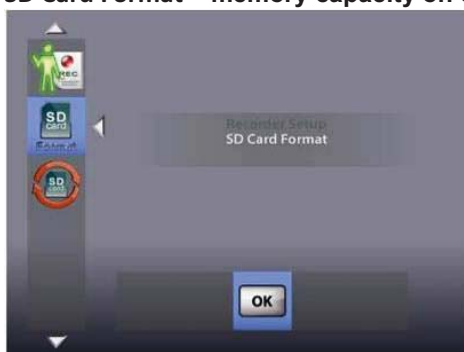 SD Card Format – memory capacity on
REC
SD
card
Format
SD
card
Recorder Setup
SD Card Format
OK